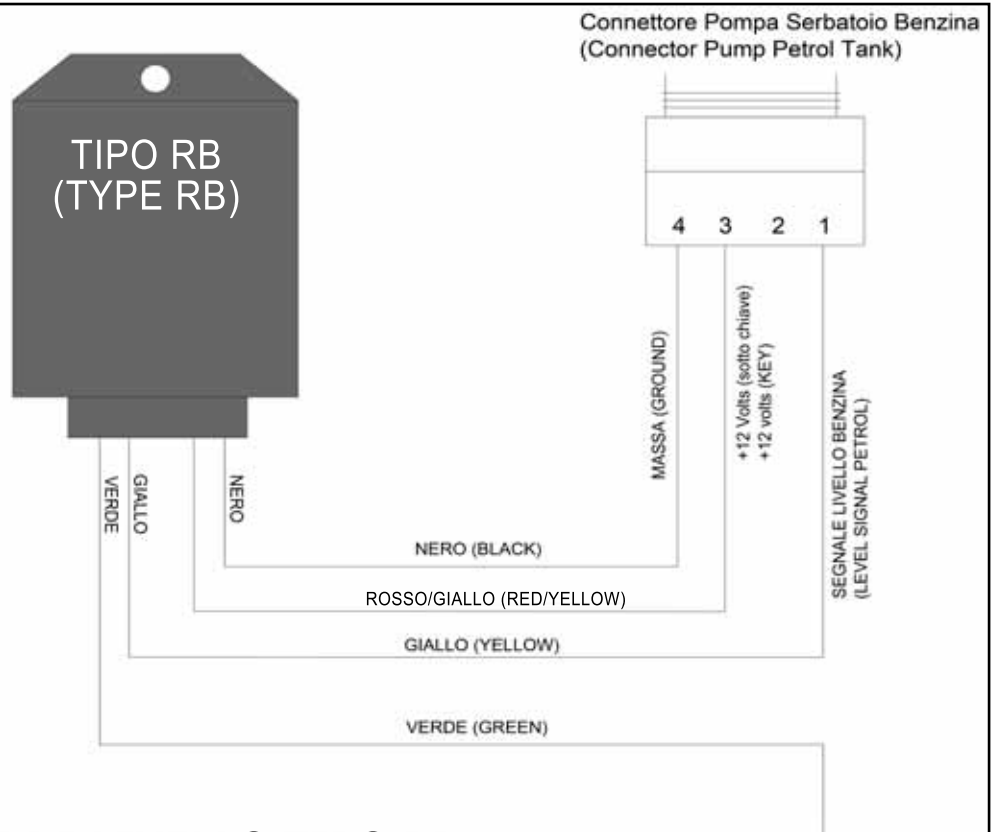 Connettore Pompa Serbatoio Benzina
(Connector Pump Petrol Tank)
TIPO RB
(TYPE RB)
4 3 2 1
MASSA (GROUND)
+12 Volts (sotto chiave)
+12 volts (KEY)
SEGNALE LIVELLO BENZINA
(LEVEL SIGNAL PETROL)
VERDE
GIALLO
NERO
NERO (BLACK)
ROSSO/GIALLO (RED/YELLOW)
GIALLO (YELLOW)
VERDE (GREEN)